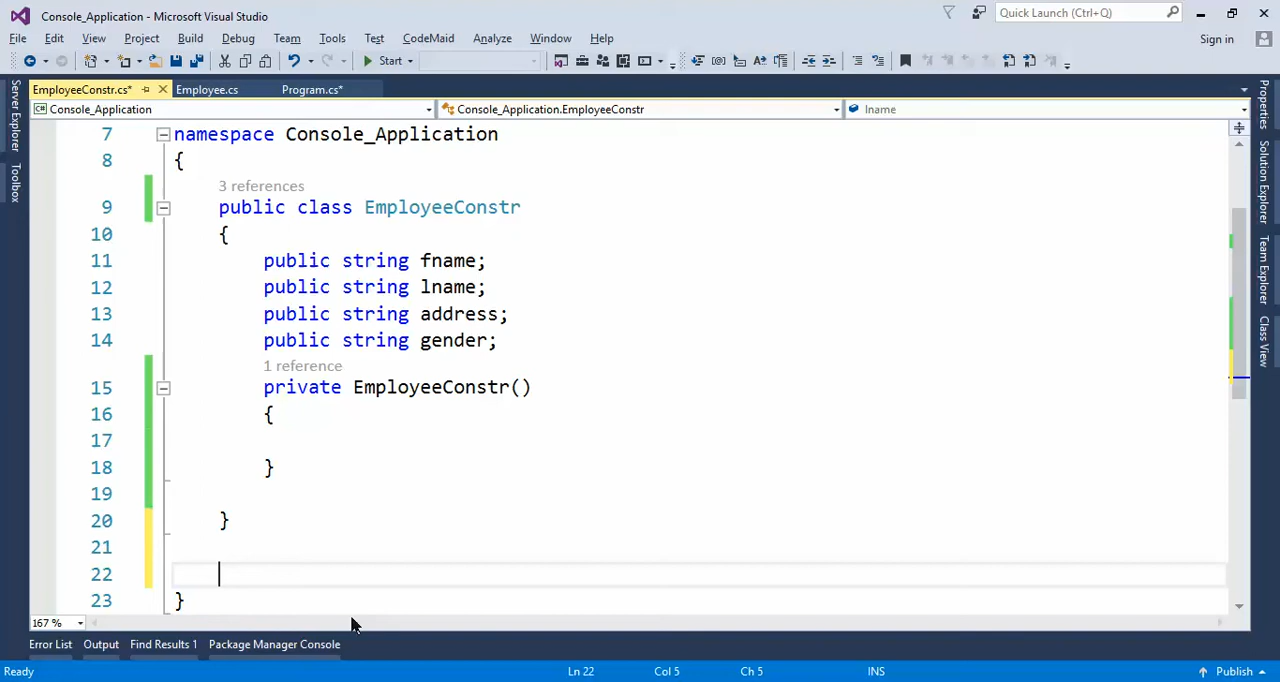 Console_Application - Microsoft Visual Studio
Quick Launch (Ctrl+Q)
File Edit View Project Build Debug Team Tools Test CodeMaid Analyze Window Help
Sign in
Start
EmployeeConstr.cs* Employee.cs Program.cs*
Console_Application Console_Application.EmployeeConstr lname
7 namespace Console_Application
8 {
3 references
9 public class EmployeeConstr
10 {
11 public string fname;
12 public string lname;
13 public string address;
14 public string gender;
1 reference
15 private EmployeeConstr()
16 {
17
18 }
19
20 }
21
22
23 }
167 %
Error List Output Find Results 1 Package Manager Console
Ready Ln 22 Col 5 Ch 5 INS Publish
Server Explorer
Toolbox
Properties
Solution Explorer
Team Explorer
Class View